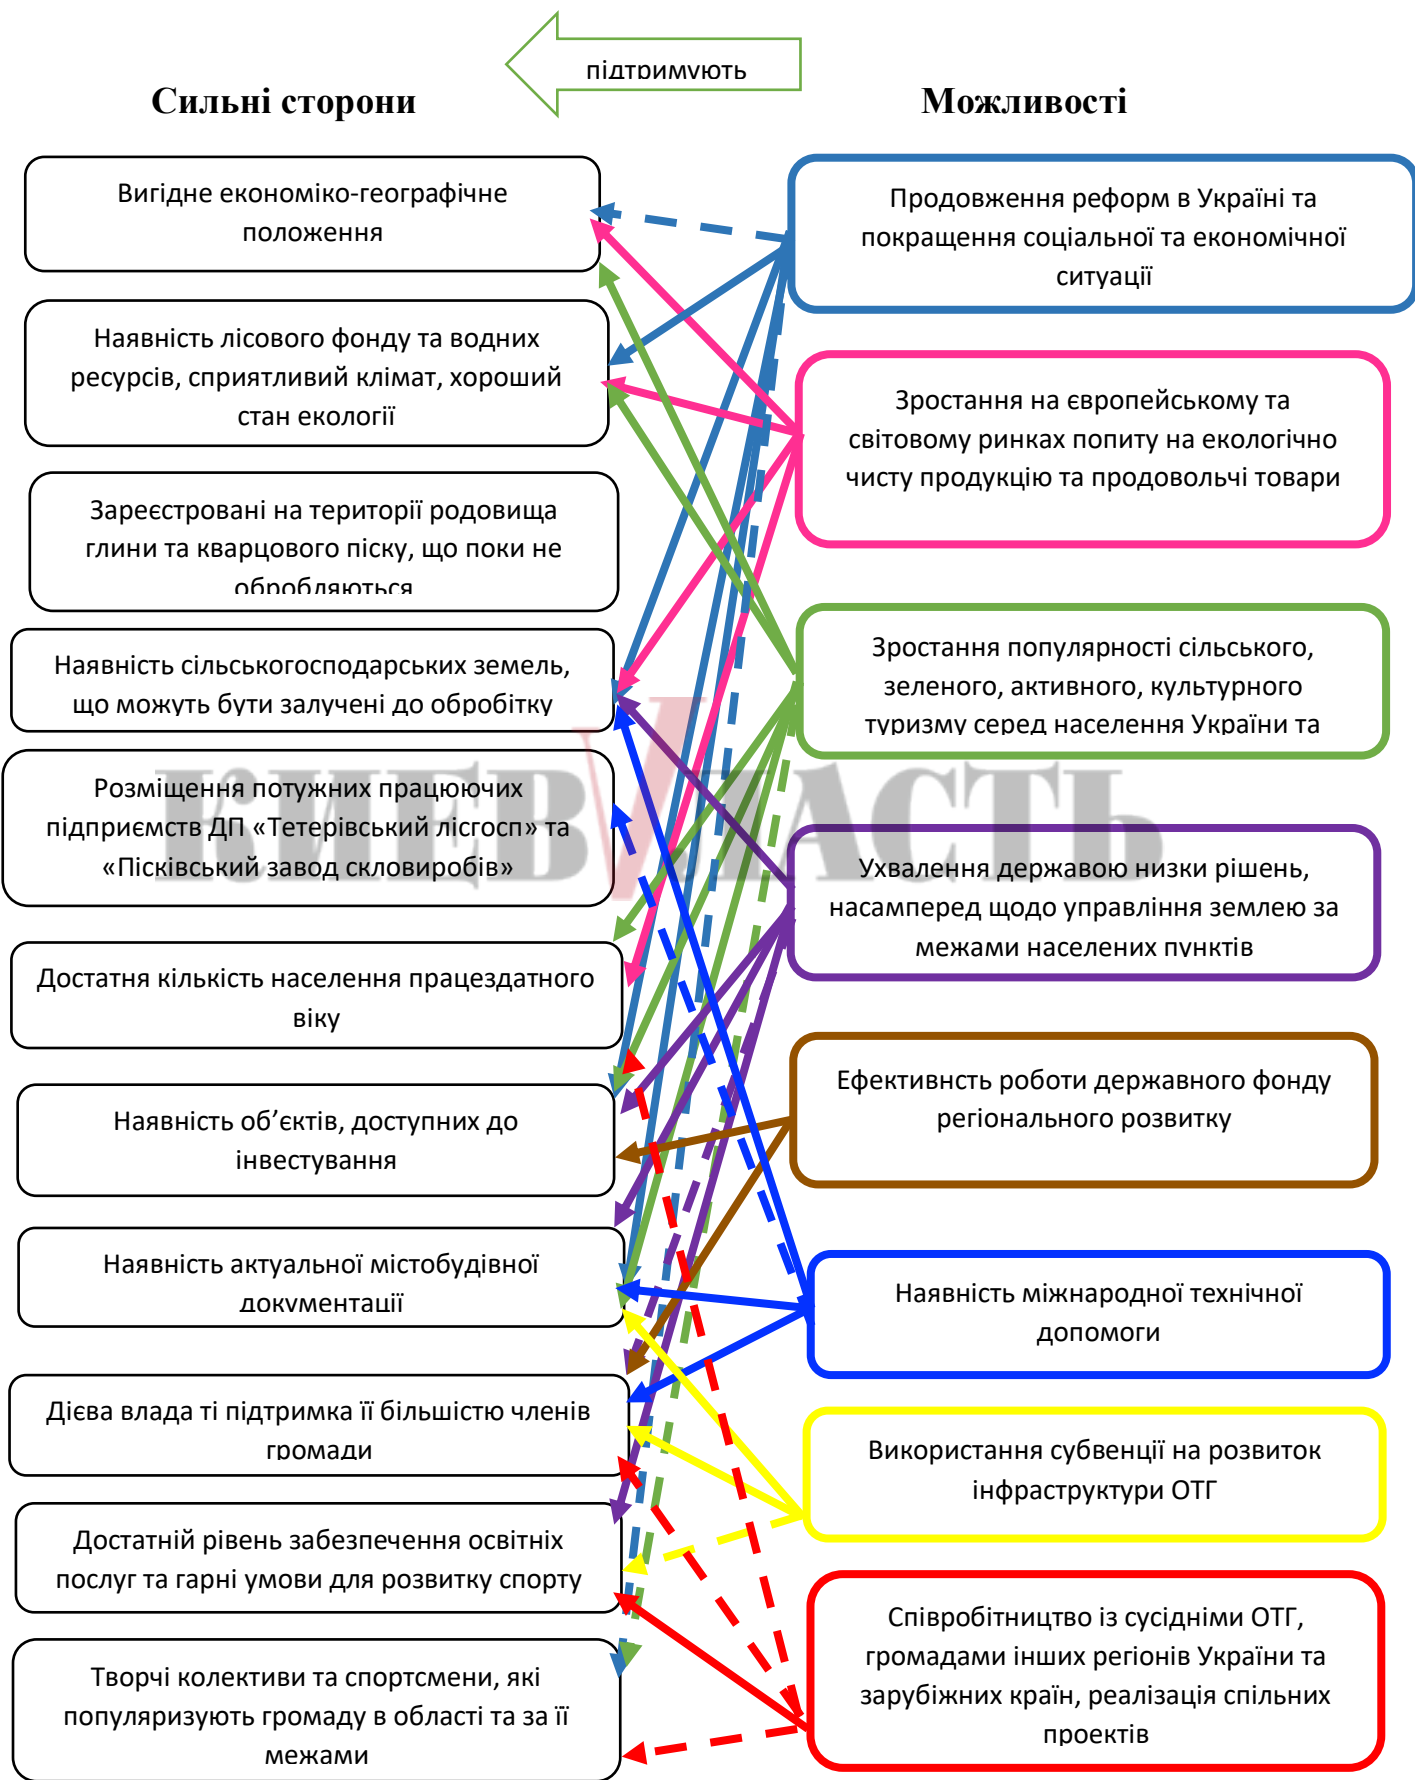 підтримують
Сильні сторони
Можливості
Вигідне економіко-географічне
положення
Наявність лісового фонду та водних
ресурсів, сприятливий клімат, хороший
стан екології
Зареєстровані на території родовища
глини та кварцового піску, що поки не
обробляються
Наявність сільськогосподарських земель,
що можуть бути залучені до обробітку
Розміщення потужних працюючих
підприємств ДП «Тетерівський лісгосп» та
«Пісківський завод скловиробів»
Достатня кількість населення працездатного
віку
Наявність об’єктів, доступних до
інвестування
Наявність актуальної містобудівної
документації
Дієва влада ті підтримка її більшістю членів
громади
Достатній рівень забезпечення освітніх
послуг та гарні умови для розвитку спорту
Творчі колективи та спортсмени, які
популяризують громаду в області та за її
межами
Продовження реформ в Україні та
покращення соціальної та економічної
ситуації
Зростання на європейському та
світовому ринках попиту на екологічно
чисту продукцію та продовольчі товари
Зростання популярності сільського,
зеленого, активного, культурного
туризму серед населення України та
Ухвалення державою низки рішень,
насамперед щодо управління землею за
межами населених пунктів
Ефективнсть роботи державного фонду
регіонального розвитку
Наявність міжнародної технічної
допомоги
Використання субвенції на розвиток
інфраструктури ОТГ
Співробітництво із сусідніми ОТГ,
громадами інших регіонів України та
зарубіжних країн, реалізація спільних
проектів
КИЕВVЛАСТЬ